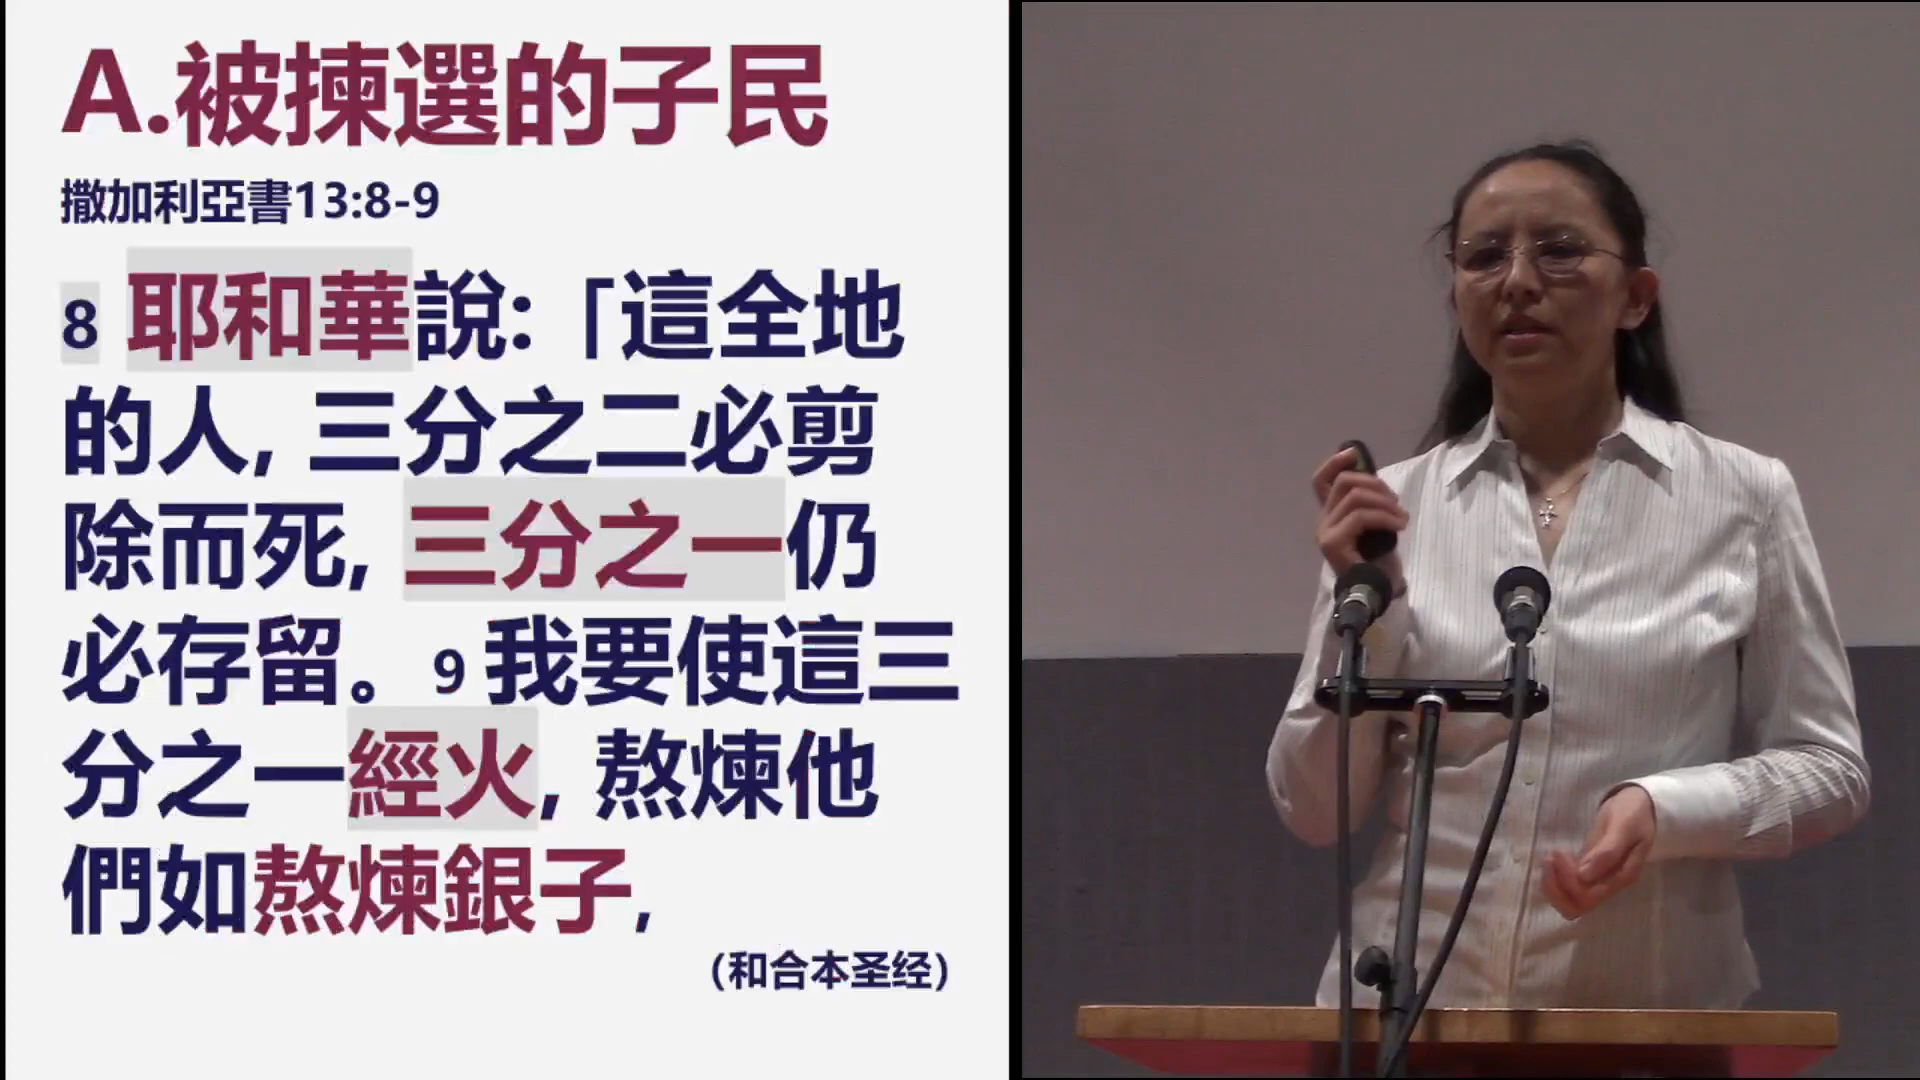 A.被揀選的子民
撒加利亞書13:8-9
8 耶和華說:「這全地
的人, 三分之二必剪
除而死, 三分之一仍
必存留。 9 我要使這三
分之一經火, 熬煉他
們如熬煉銀子,
(和合本圣经)